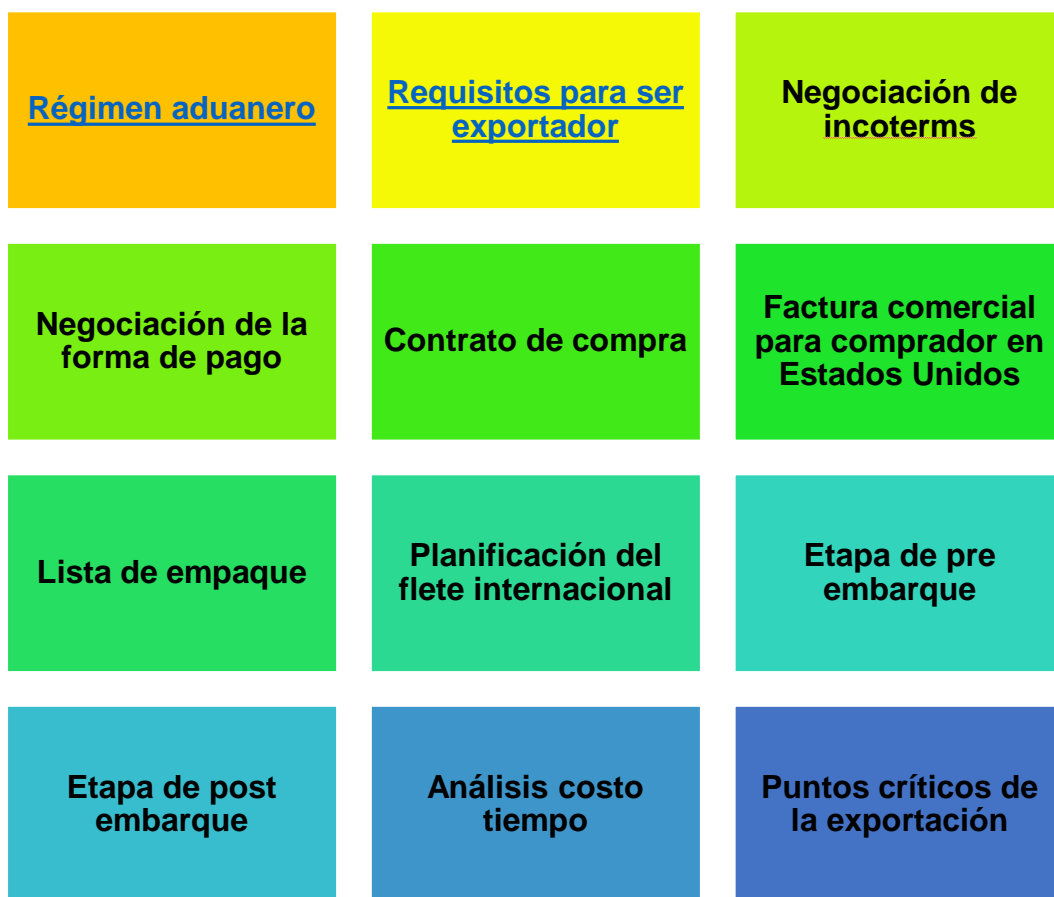 Régimen aduanero
Requisitos para ser
exportador
Negociación de
incoterms
Negociación de la
forma de pago
Contrato de compra
Factura comercial
para comprador en
Estados Unidos
Lista de empaque
Planificación del
flete internacional
Etapa de pre
embarque
Etapa de post
embarque
Análisis costo
tiempo
Puntos críticos de
la exportación